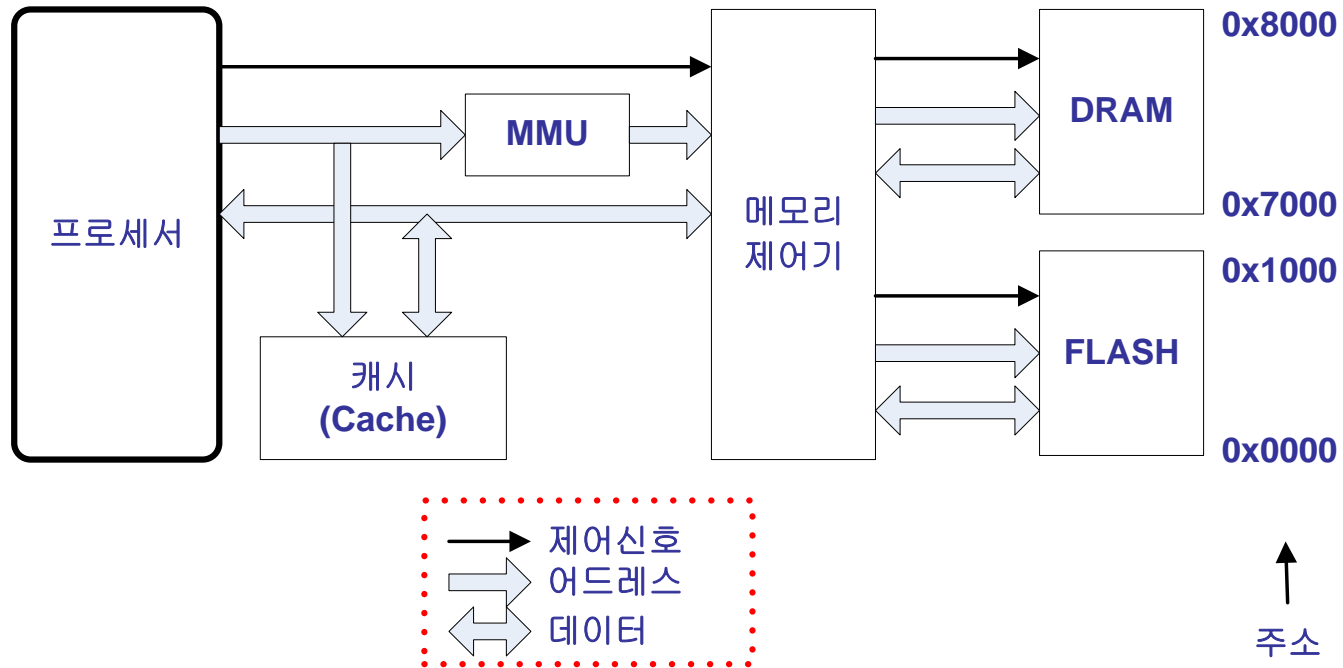 프로세서
MMU
캐시
(Cache)
메모리
제어기
DRAM
FLASH
0x8000
0x7000
0x1000
0x0000
제어신호
어드레스
데이터
주소